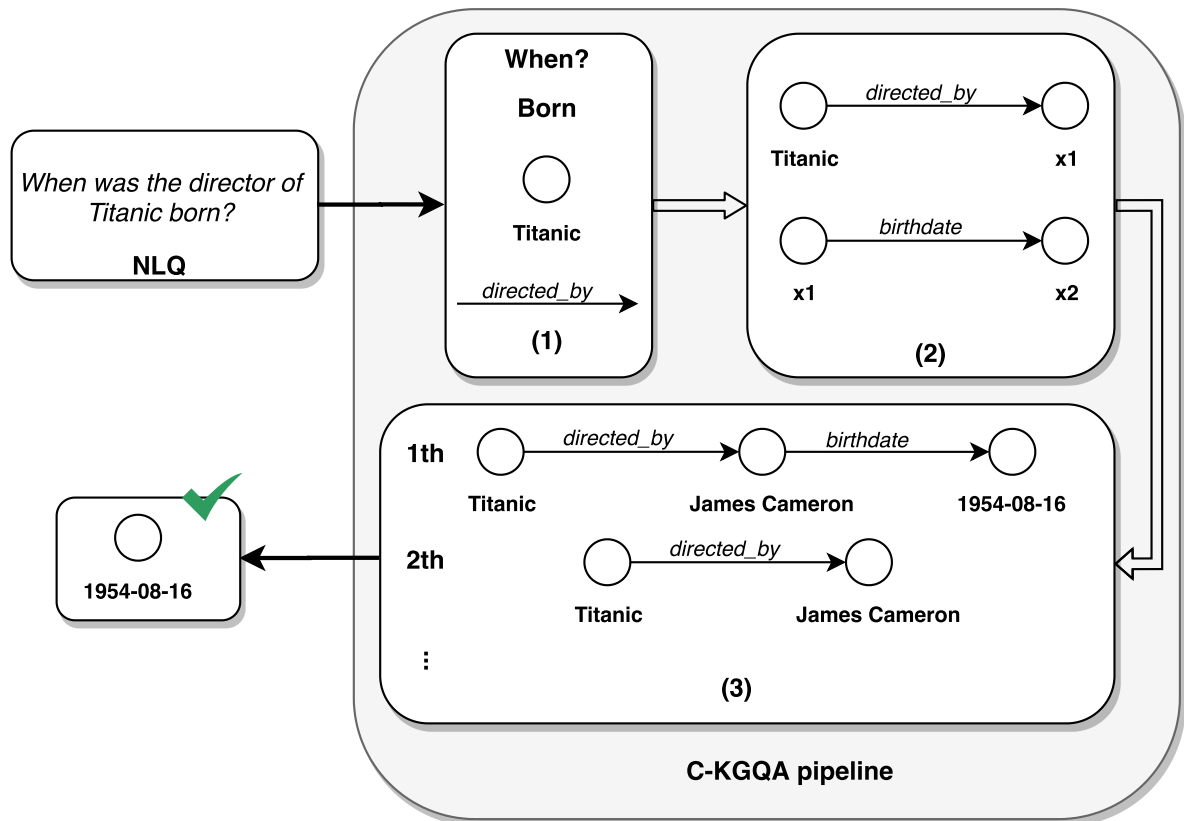 When was the director of
Titanic born?
NLQ
When?
Born
Titanic
directed_by
(1)
directed_by
Titanic
x1
birthdate
x1
x2
(2)
1th
directed_by
birthdate
Titanic
James Cameron
1954-08-16
2th
directed_by
Titanic
James Cameron
⋮
(3)
1954-08-16
C-KGQA pipeline